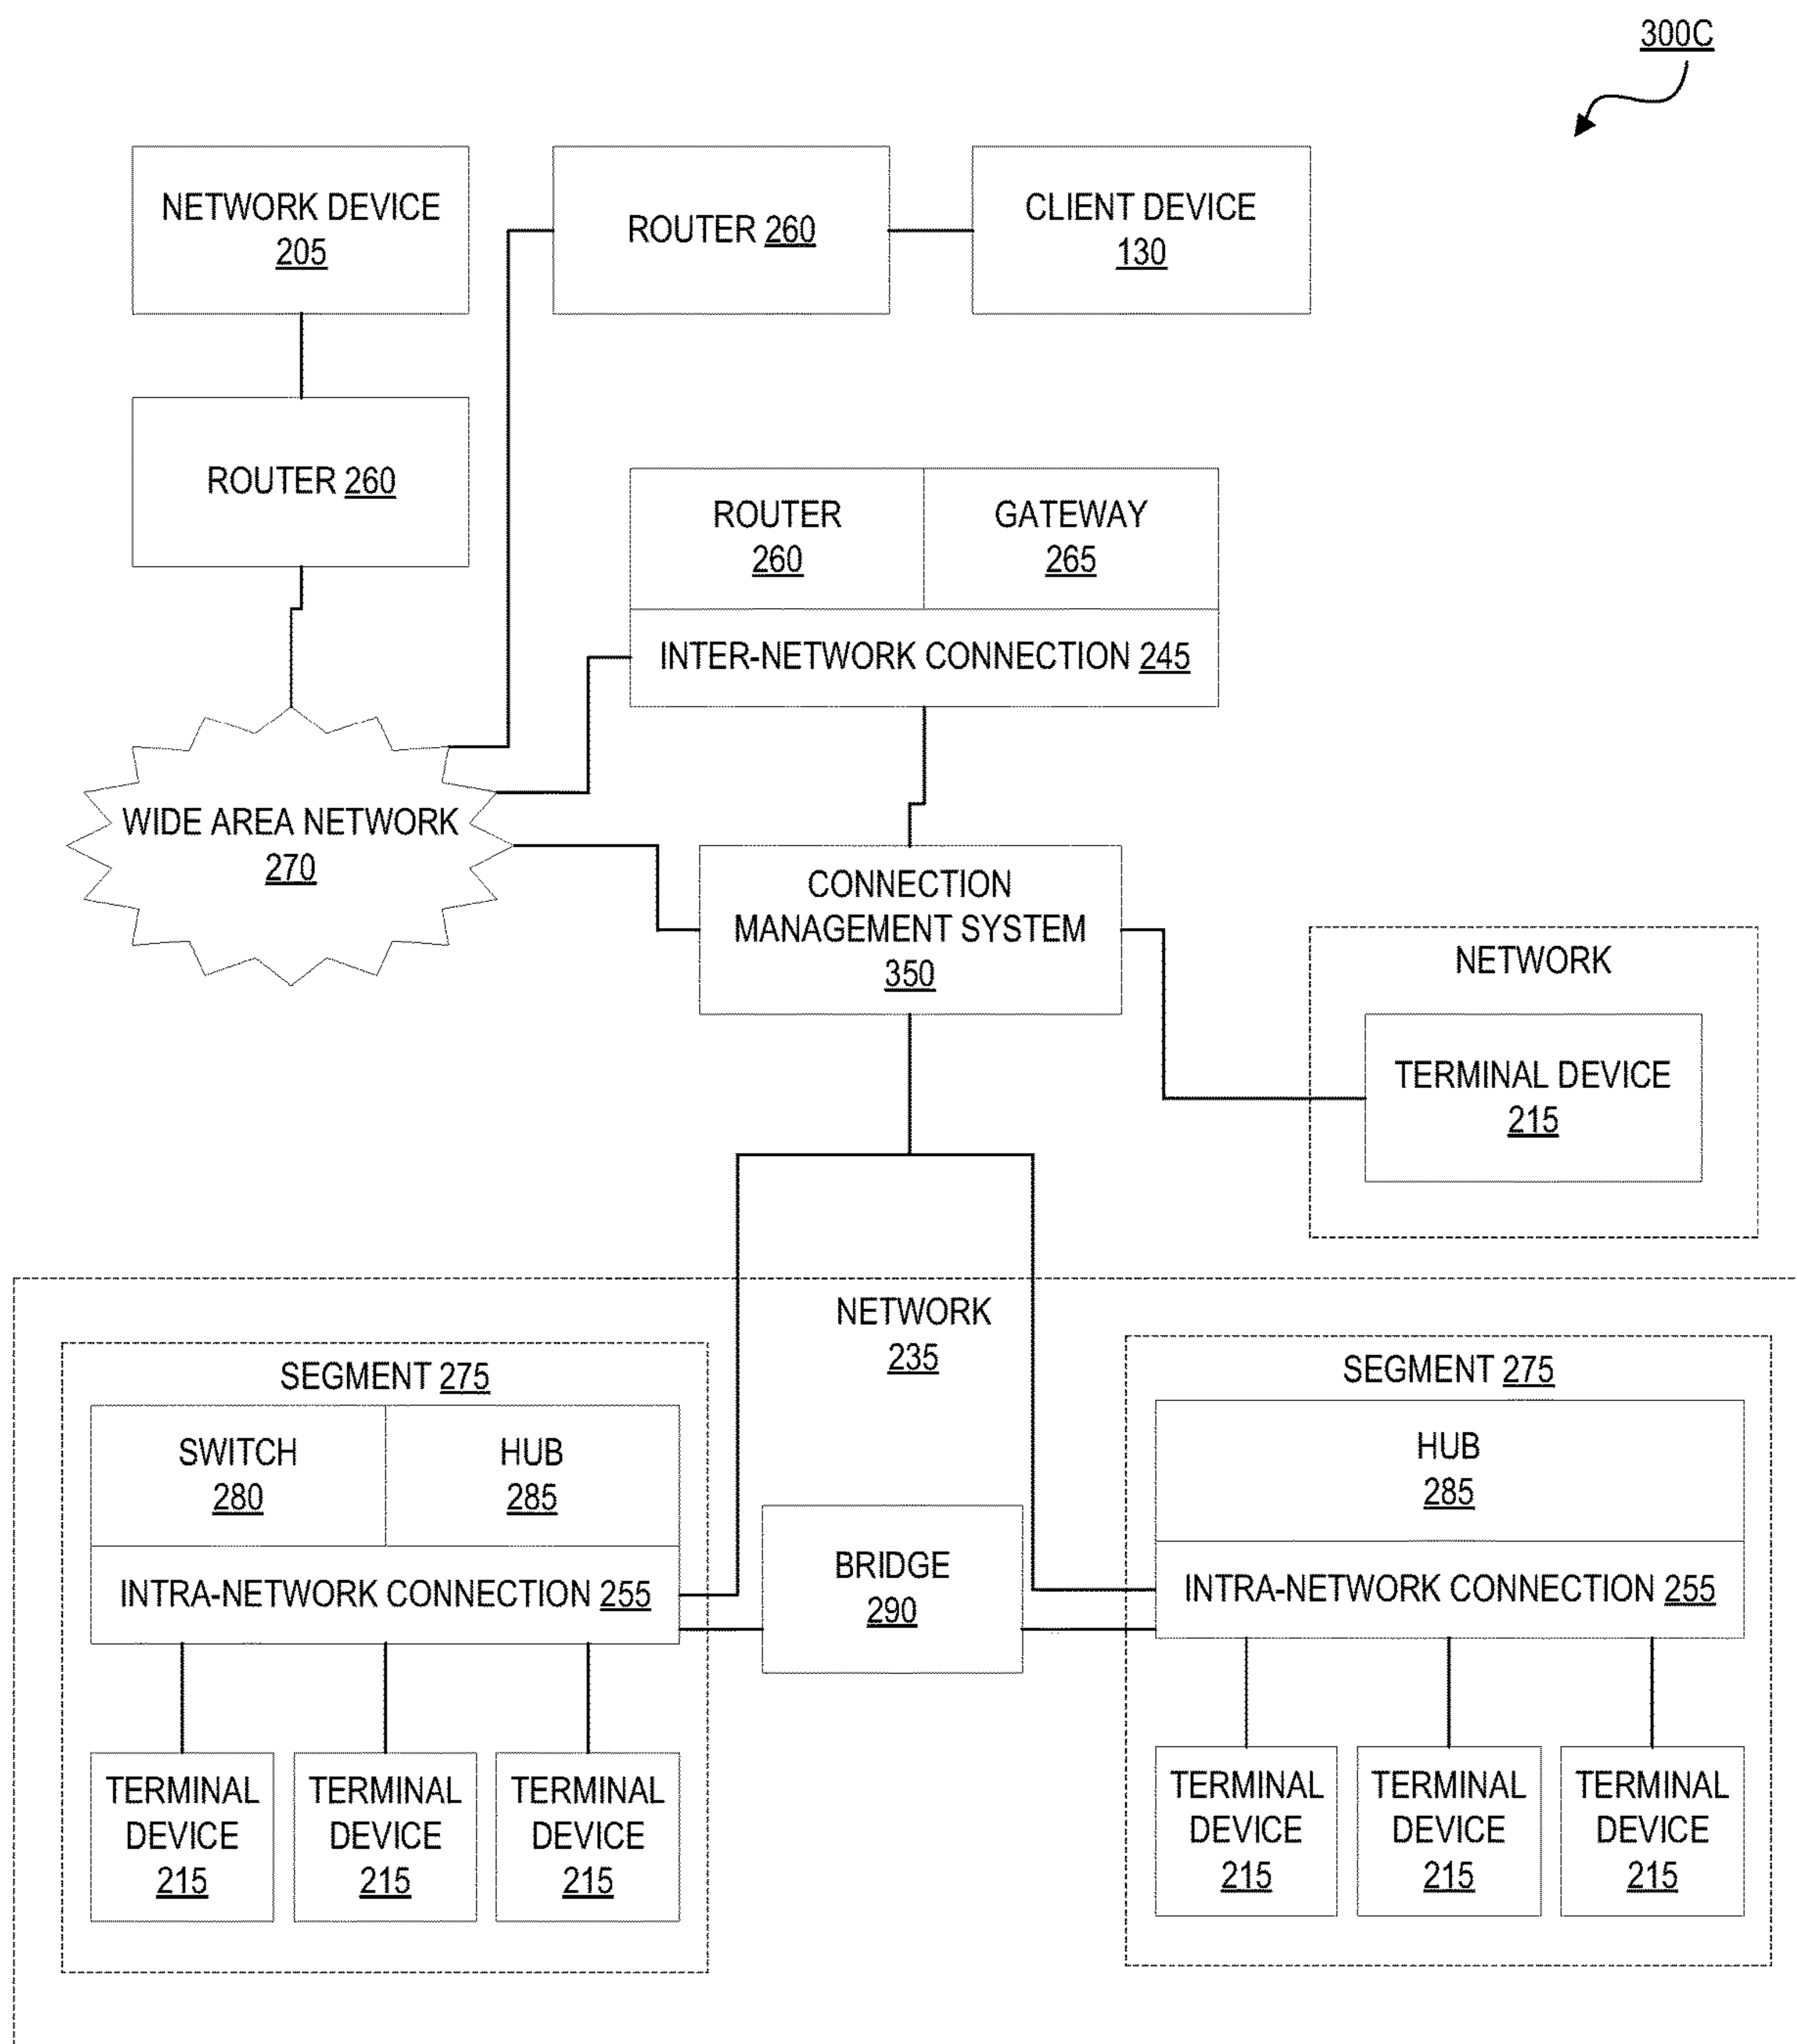 300C
NETWORK DEVICE
205
ROUTER 260
CLIENT DEVICE
130
ROUTER 260
ROUTER
260
GATEWAY
265
INTER-NETWORK CONNECTION 245
WIDE AREA NETWORK
270
CONNECTION
MANAGEMENT SYSTEM
350
NETWORK
TERMINAL DEVICE
215
NETWORK
235
SEGMENT 275
SWITCH
280
HUB
285
INTRA-NETWORK CONNECTION 255
TERMINAL
DEVICE
215
TERMINAL
DEVICE
215
TERMINAL
DEVICE
215
BRIDGE
290
SEGMENT 275
HUB
285
INTRA-NETWORK CONNECTION 255
TERMINAL
DEVICE
215
TERMINAL
DEVICE
215
TERMINAL
DEVICE
215